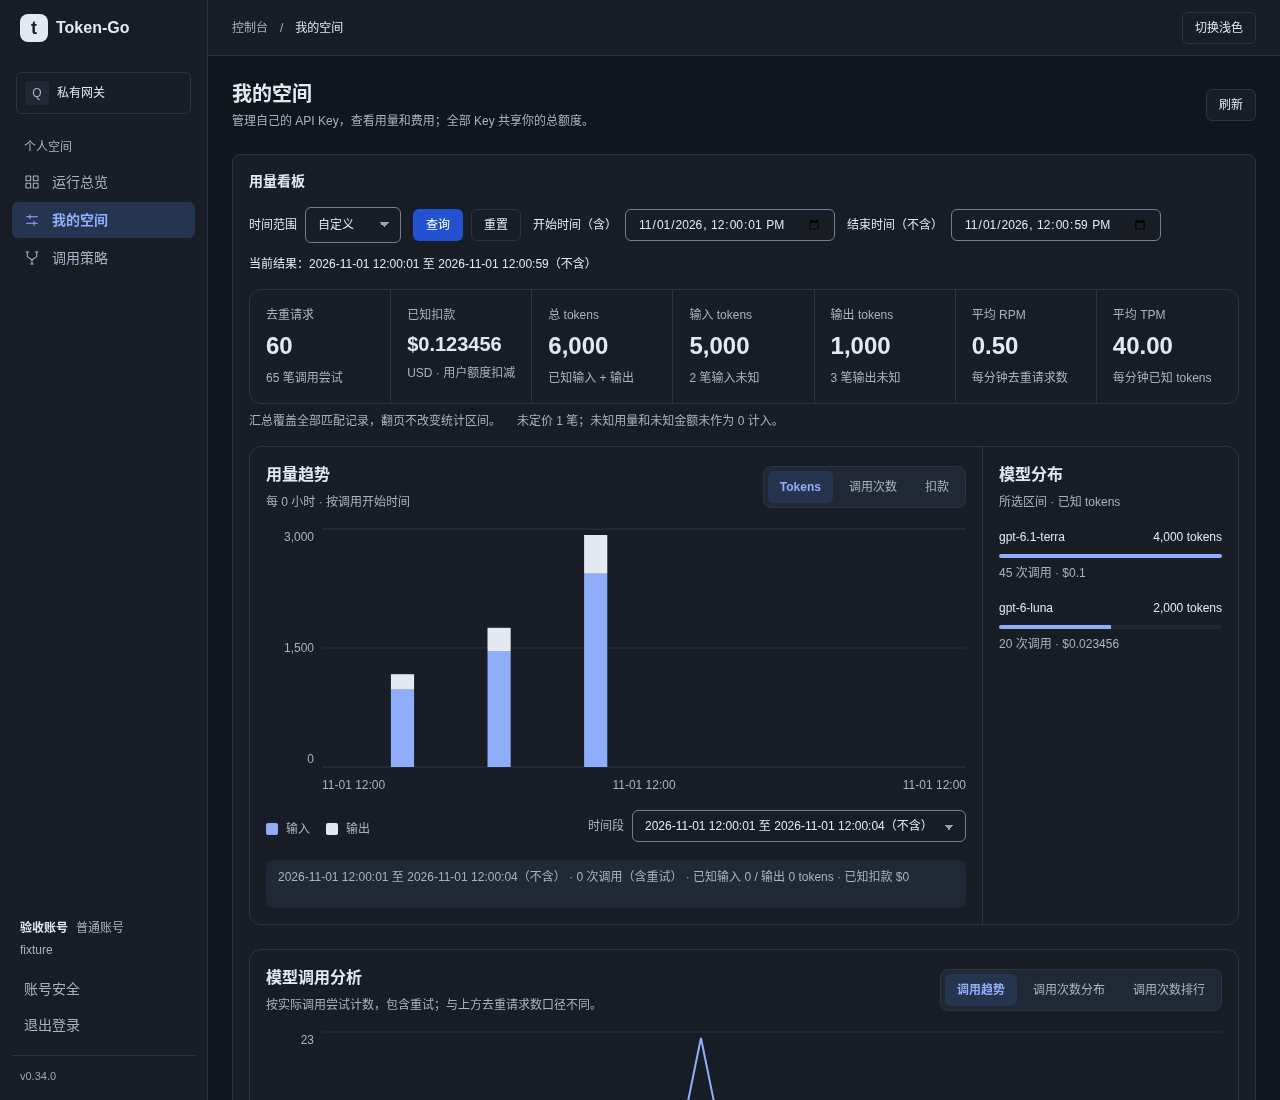 t Token-Go
Q 私有网关
个人空间
运行总览
我的空间
调用策略
验收账号 普通账号
fixture
账号安全
退出登录
v0.34.0
控制台 / 我的空间
切换浅色
我的空间
管理自己的 API Key，查看用量和费用；全部 Key 共享你的总额度。
刷新
用量看板
时间范围 自定义 查询 重置 开始时间（含） 11/01/2026, 12:00:01 PM 结束时间（不含） 11/01/2026, 12:00:59 PM
当前结果：2026-11-01 12:00:01 至 2026-11-01 12:00:59（不含）
去重请求
60
65 笔调用尝试
已知扣款
$0.123456
USD · 用户额度扣减
总 tokens
6,000
已知输入 + 输出
输入 tokens
5,000
2 笔输入未知
输出 tokens
1,000
3 笔输出未知
平均 RPM
0.50
每分钟去重请求数
平均 TPM
40.00
每分钟已知 tokens
汇总覆盖全部匹配记录，翻页不改变统计区间。 未定价 1 笔；未知用量和未知金额未作为 0 计入。
用量趋势
每 0 小时 · 按调用开始时间
Tokens 调用次数 扣款
3,000
1,500
0
11-01 12:00 11-01 12:00 11-01 12:00
输入 输出
时间段 2026-11-01 12:00:01 至 2026-11-01 12:00:04（不含）
2026-11-01 12:00:01 至 2026-11-01 12:00:04（不含） · 0 次调用（含重试） · 已知输入 0 / 输出 0 tokens · 已知扣款 $0
模型分布
所选区间 · 已知 tokens
gpt-6.1-terra 4,000 tokens
45 次调用 · $0.1
gpt-6-luna 2,000 tokens
20 次调用 · $0.023456
模型调用分析
按实际调用尝试计数，包含重试；与上方去重请求数口径不同。
调用趋势 调用次数分布 调用次数排行
23